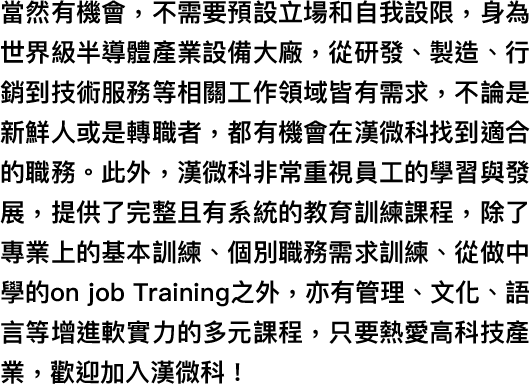 當然有機會，不需要預設立場和自我設限，身為
世界級半導體產業設備大廠，從研發、製造、行
銷到技術服務等相關工作領域皆有需求，不論是
新鮮人或是轉職者，都有機會在漢微科找到適合
的職務。此外，漢微科非常重視員工的學習與發
展，提供了完整且有系統的教育訓練課程，除了
專業上的基本訓練、個別職務需求訓練、從做中
學的on job Training之外，亦有管理、文化、語
言等增進軟實力的多元課程，只要熱愛高科技產
業，歡迎加入漢微科！